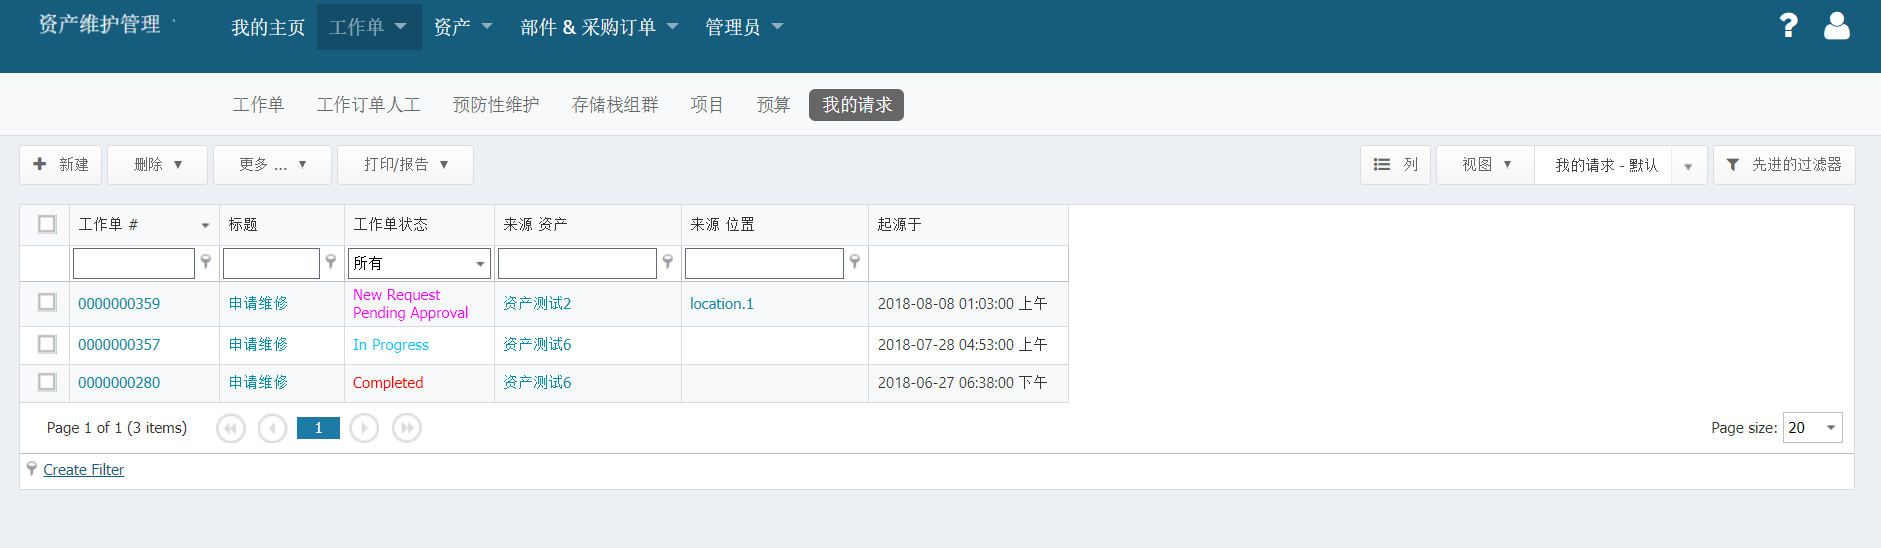 资产维护管理
我的主页 工作单 资产 部件 & 采购订单 管理员
工作单 工作订单人工 预防性维护 存储栈组群 项目 预算 我的请求
新建 删除 更多 ... 打印/报告 列 视图 我的请求 - 默认 先进的过滤器
工作单 # 标题 工作单状态 来源 资产 来源 位置 起源于
所有
0000000359 申请维修 New Request Pending Approval 资产测试2 location.1 2018-08-08 01:03:00 上午
0000000357 申请维修 In Progress 资产测试6 2018-07-28 04:53:00 上午
0000000280 申请维修 Completed 资产测试6 2018-06-27 06:38:00 下午
Page 1 of 1 (3 items) 1 Page size: 20
Create Filter